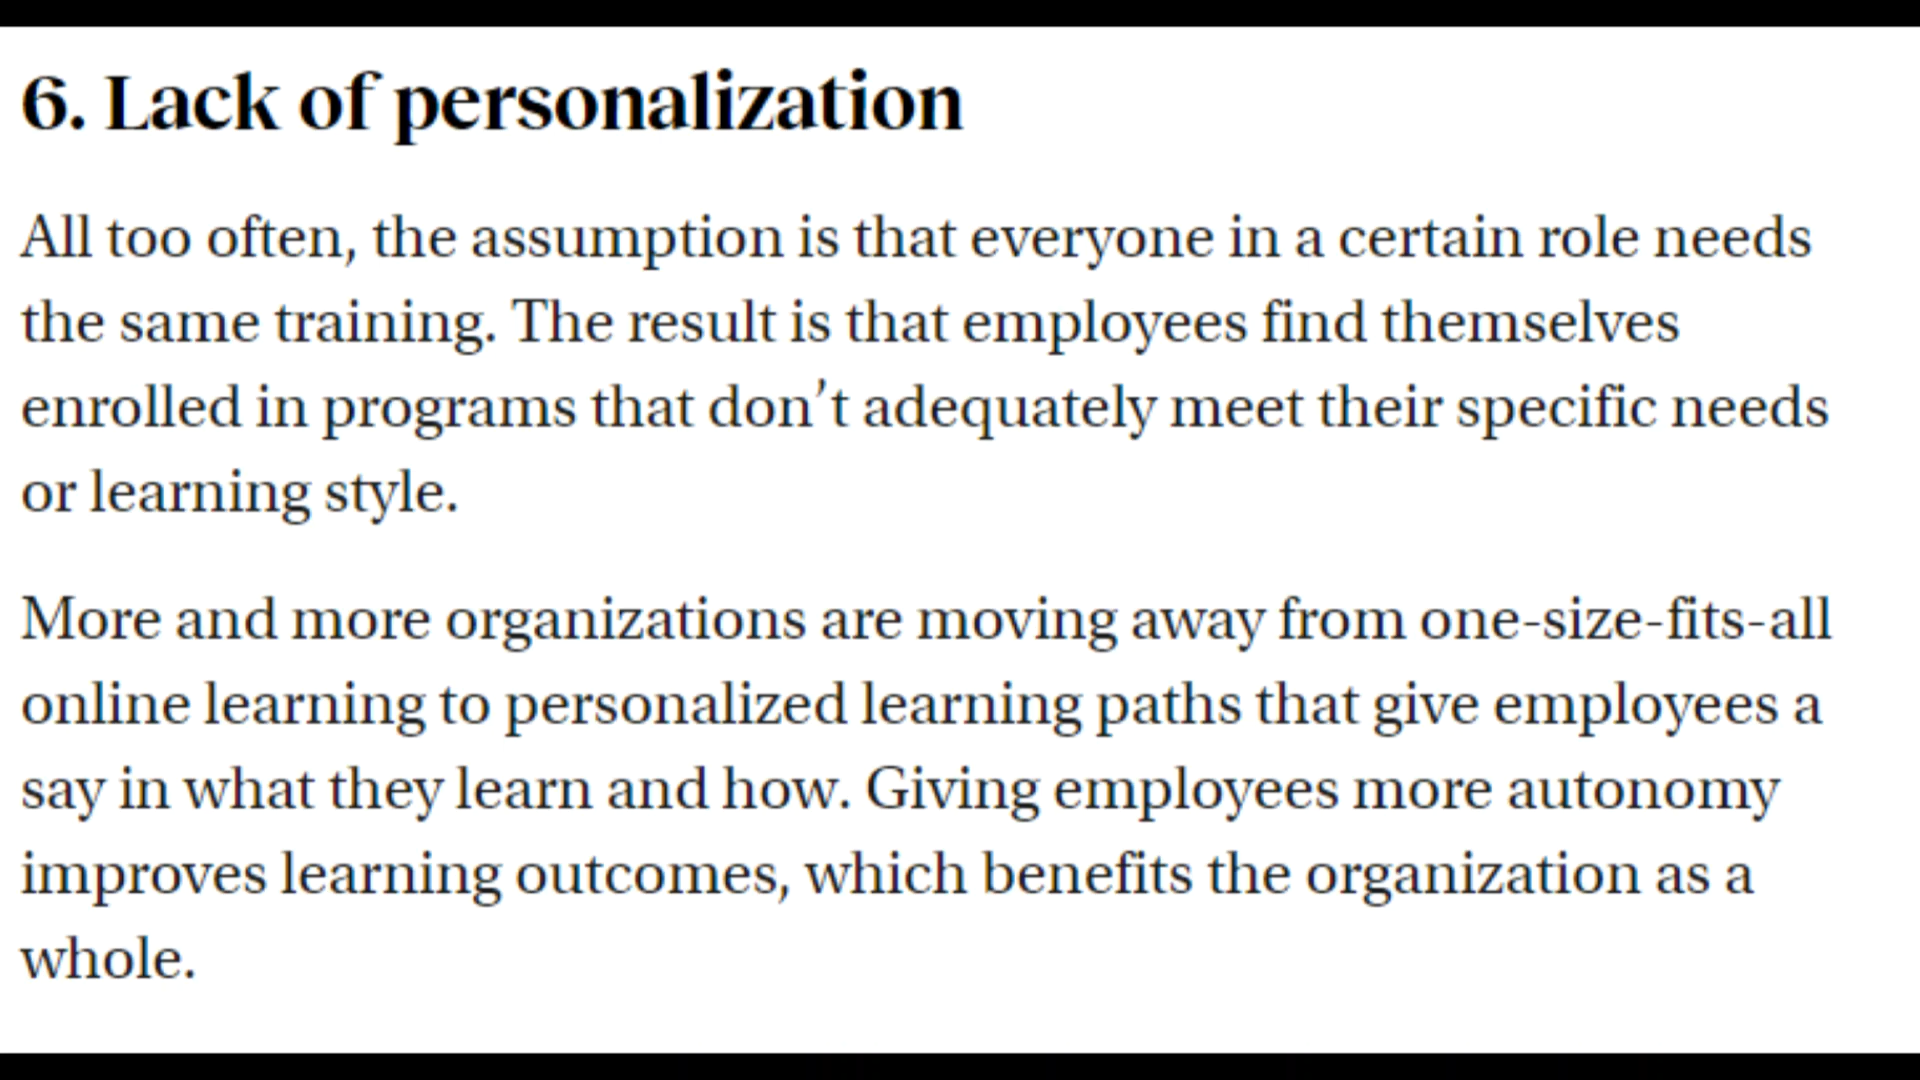 6. Lack of personalization
All too often, the assumption is that everyone in a certain role needs
the same training. The result is that employees find themselves
enrolled in programs that don’t adequately meet their specific needs
or learning style.
More and more organizations are moving away from one-size-fits-all
online learning to personalized learning paths that give employees a
say in what they learn and how. Giving employees more autonomy
improves learning outcomes, which benefits the organization as a
whole.